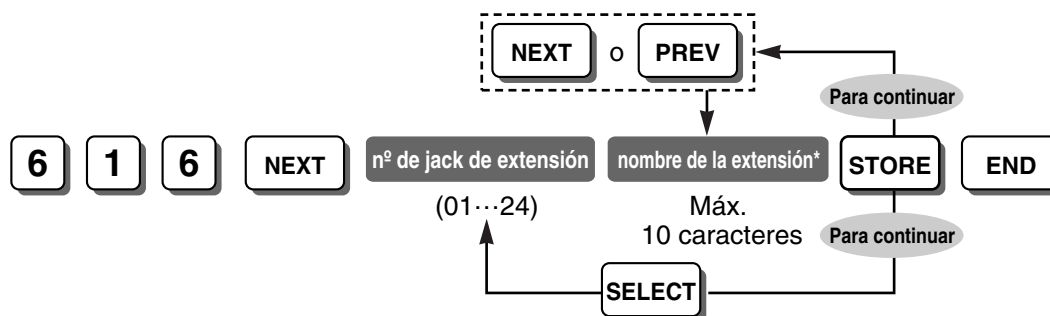 NEXT o PREV
Para continuar
6 1 6 NEXT nº de jack de extensión nombre de la extensión* STORE END
(01···24) Máx.
10 caracteres Para continuar
SELECT